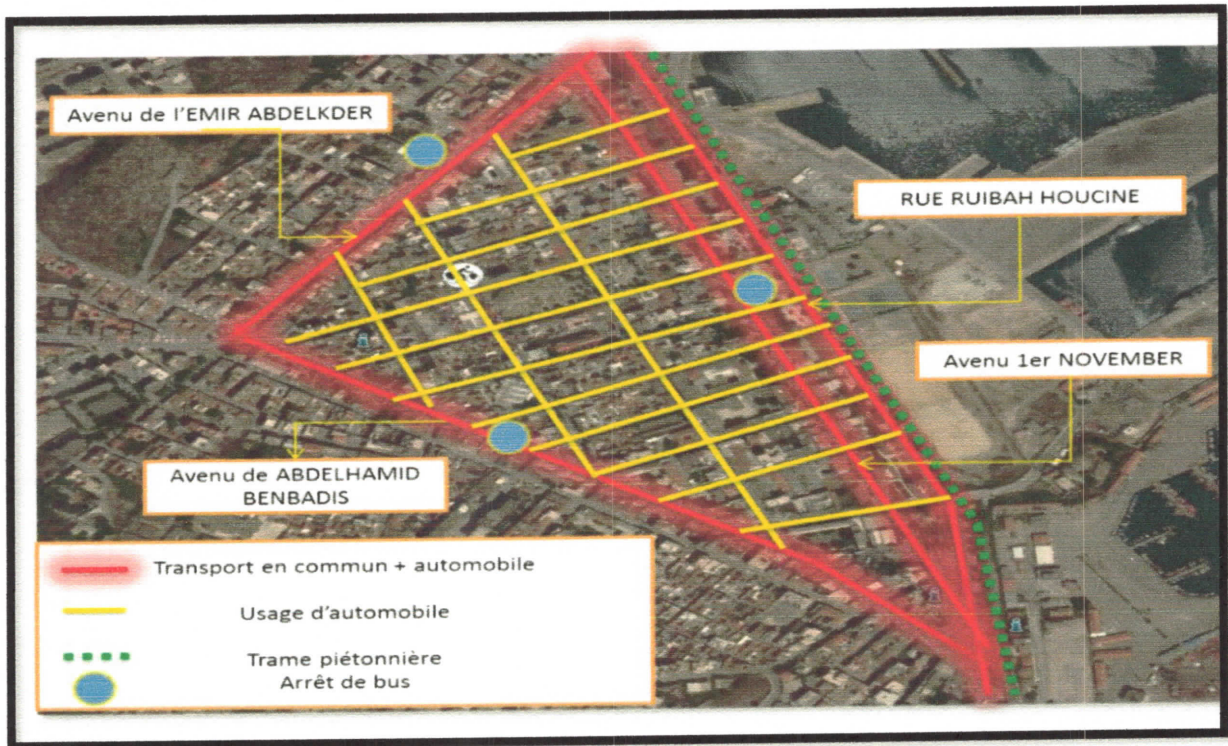 Avenu de l'EMIR ABDELKDER
RUE RUIBAH HOUCINE
Avenu 1er NOVEMBER
Avenu de ABDELHAMID
BENBADIS
Transport en commun + automobile
Usage d'automobile
Trame piétonnière
Arrêt de bus